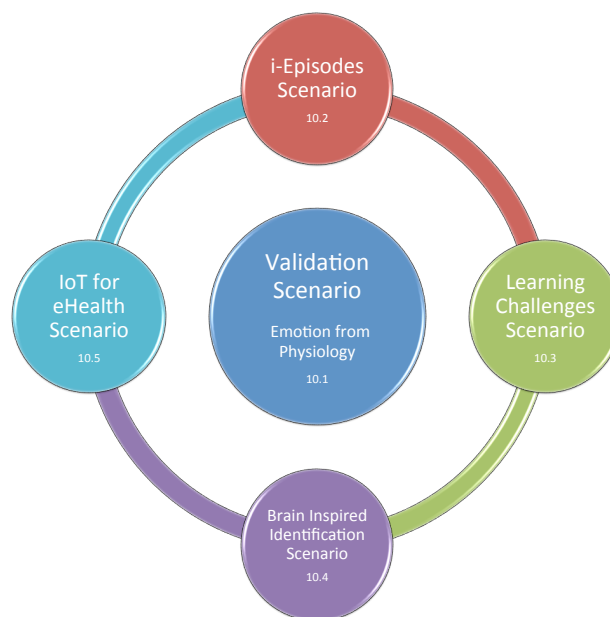 i-Episodes
Scenario
10.2
Validation
Scenario
Emotion from
Physiology
10.1
IoT for
eHealth
Scenario
10.5
Learning
Challenges
Scenario
10.3
Brain Inspired
Identification
Scenario
10.4